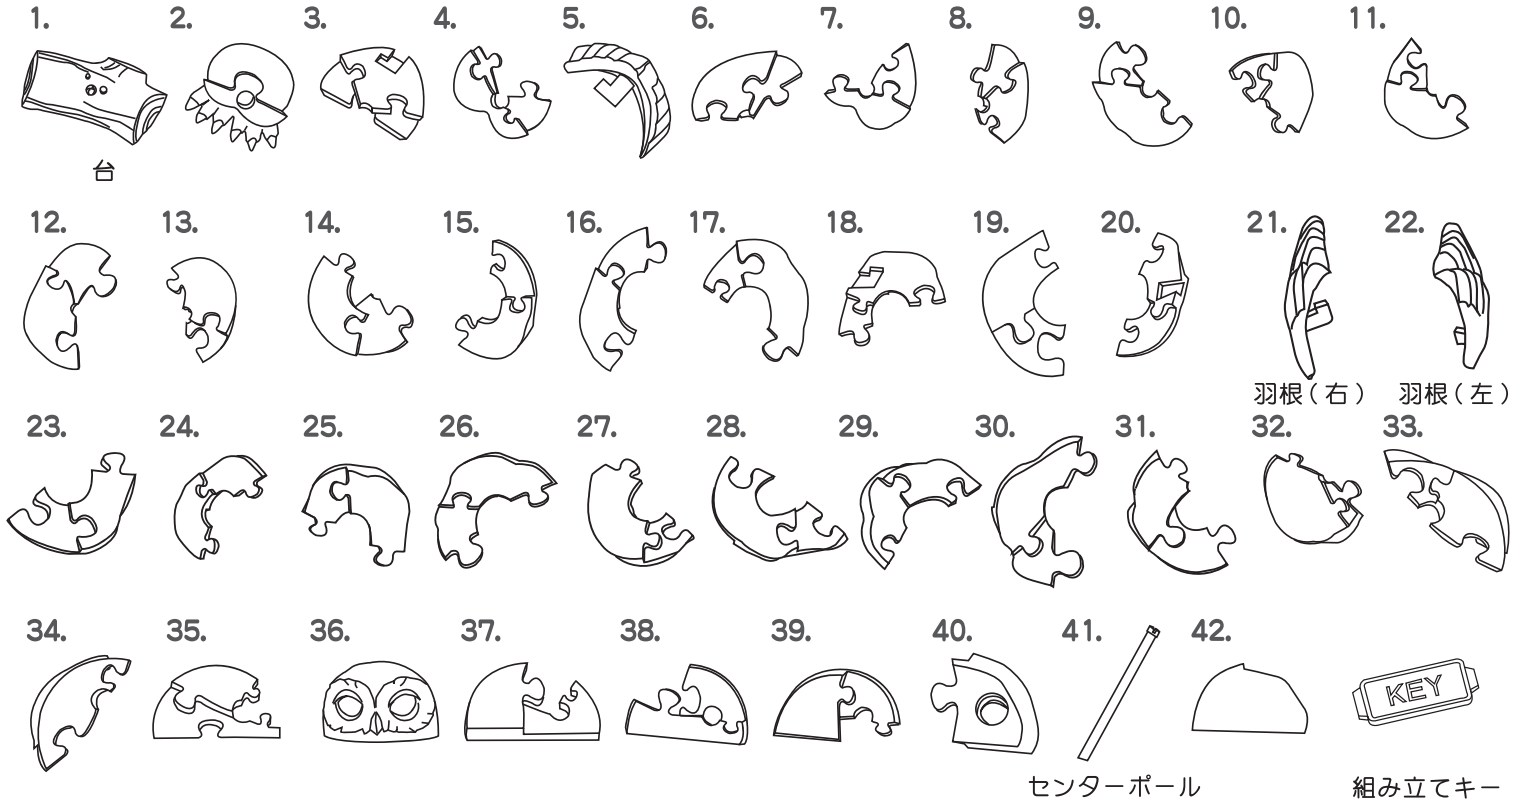 1. 2. 3. 4. 5. 6. 7. 8. 9. 10. 11.
台
12. 13. 14. 15. 16. 17. 18. 19. 20. 21. 22.
羽根(右) 羽根(左)
23. 24. 25. 26. 27. 28. 29. 30. 31. 32. 33.
34. 35. 36. 37. 38. 39. 40. 41. 42.
KEY
センターポール 組み立てキー